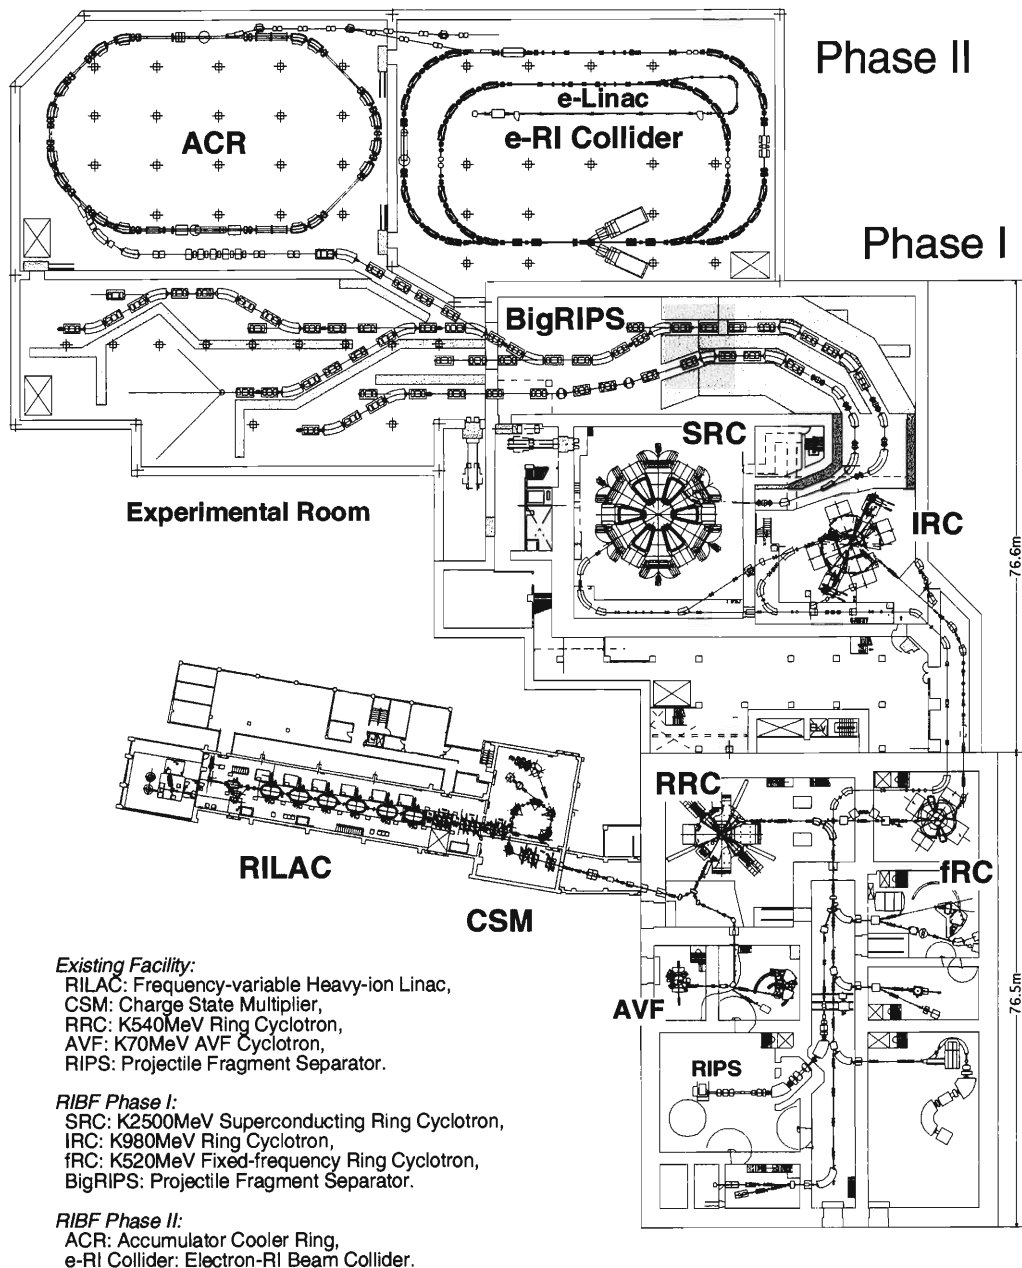 Phase II
e-Linac
ACR
e-RI Collider
Phase I
BigRIPS
SRC
IRC
Experimental Room
76.6m
RRC
RILAC
fRC
CSM
AVF
76.5m
RIPS
Existing Facility:
RILAC: Frequency-variable Heavy-ion Linac,
CSM: Charge State Multiplier,
RRC: K540MeV Ring Cyclotron,
AVF: K70MeV AVF Cyclotron,
RIPS: Projectile Fragment Separator.
RIBF Phase I:
SRC: K2500MeV Superconducting Ring Cyclotron,
IRC: K980MeV Ring Cyclotron,
fRC: K520MeV Fixed-frequency Ring Cyclotron,
BigRIPS: Projectile Fragment Separator.
RIBF Phase II:
ACR: Accumulator Cooler Ring,
e-RI Collider: Electron-RI Beam Collider.